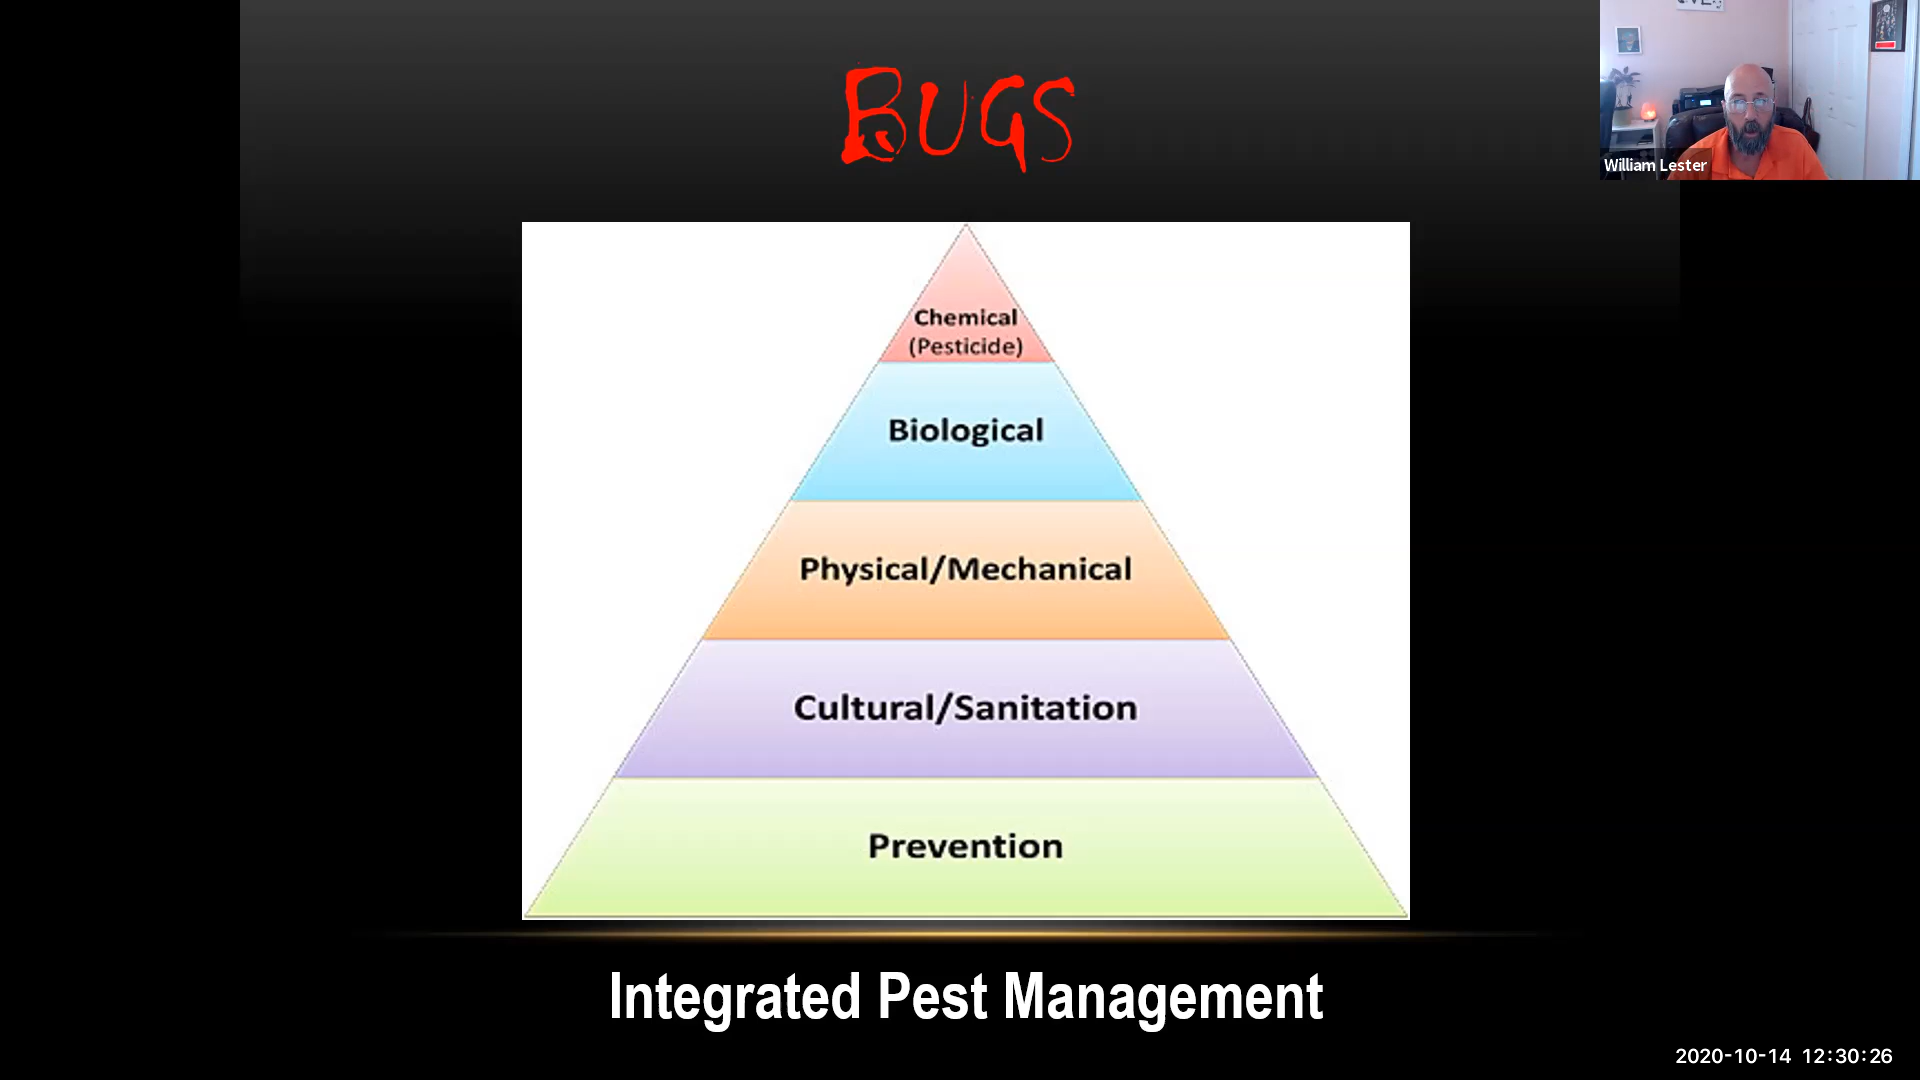 BUGS
William Lester
Chemical
(Pesticide)
Biological
Physical/Mechanical
Cultural/Sanitation
Prevention
Integrated Pest Management
2020-10-14 12:30:26